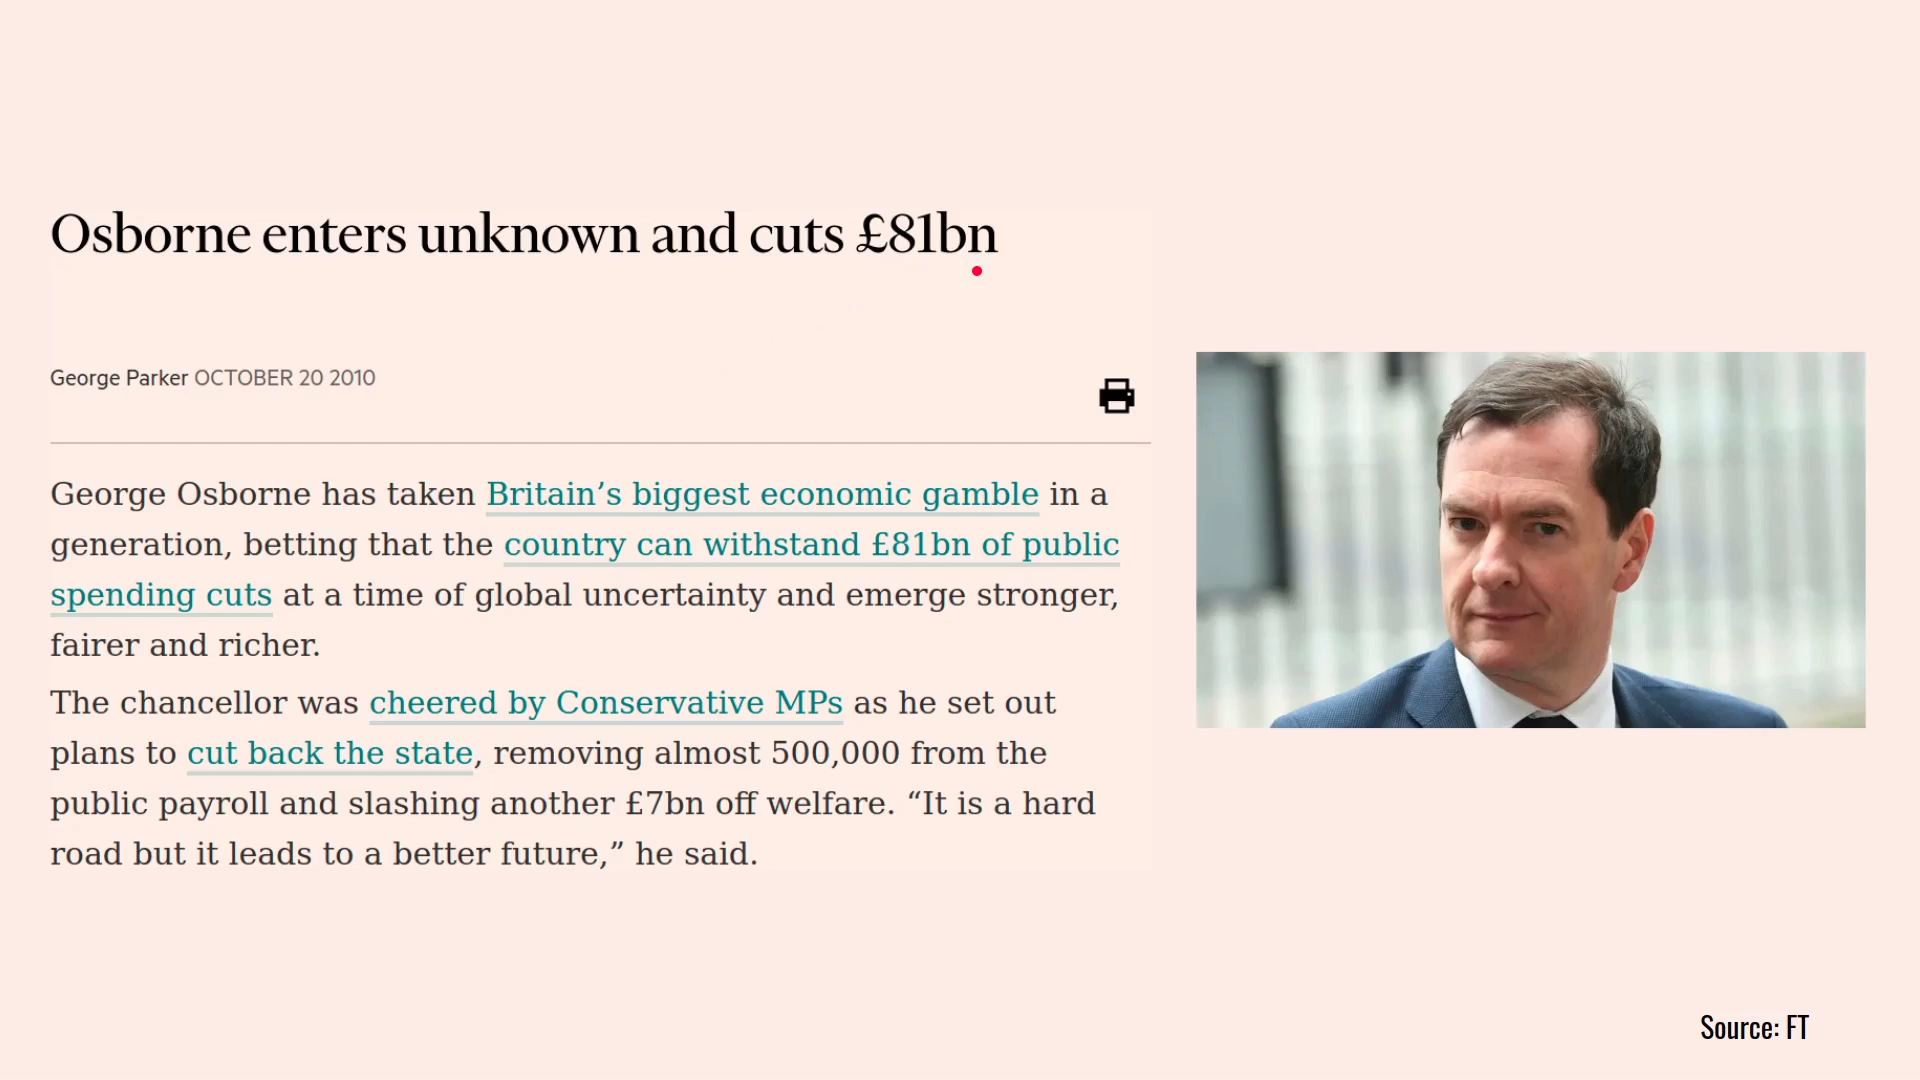 Osborne enters unknown and cuts £81bn
George Parker OCTOBER 20 2010
George Osborne has taken Britain’s biggest economic gamble in a
generation, betting that the country can withstand £81bn of public
spending cuts at a time of global uncertainty and emerge stronger,
fairer and richer.
The chancellor was cheered by Conservative MPs as he set out
plans to cut back the state, removing almost 500,000 from the
public payroll and slashing another £7bn off welfare. “It is a hard
road but it leads to a better future,” he said.
Source: FT